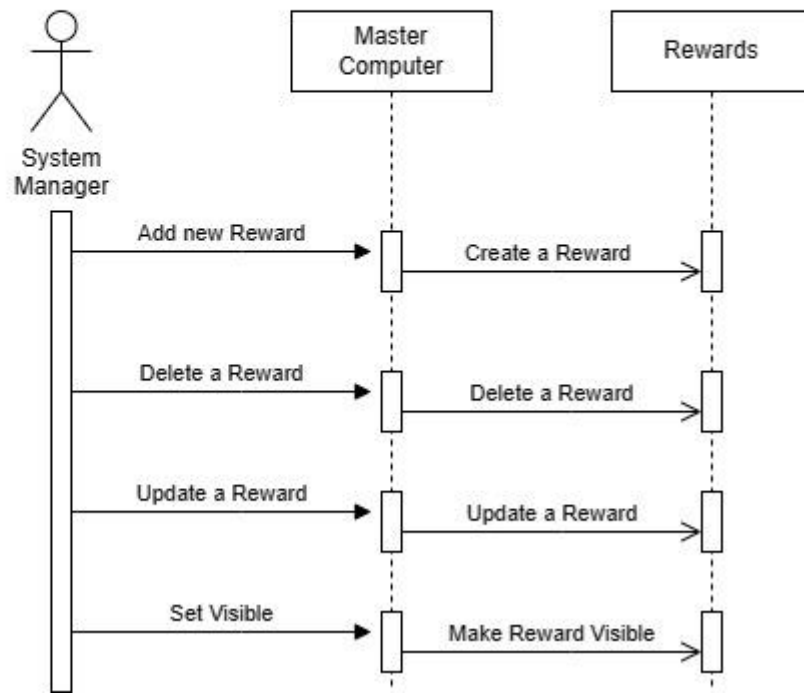 Master
Computer
Rewards
System
Manager
Add new Reward
Create a Reward
Delete a Reward
Delete a Reward
Update a Reward
Update a Reward
Set Visible
Make Reward Visible